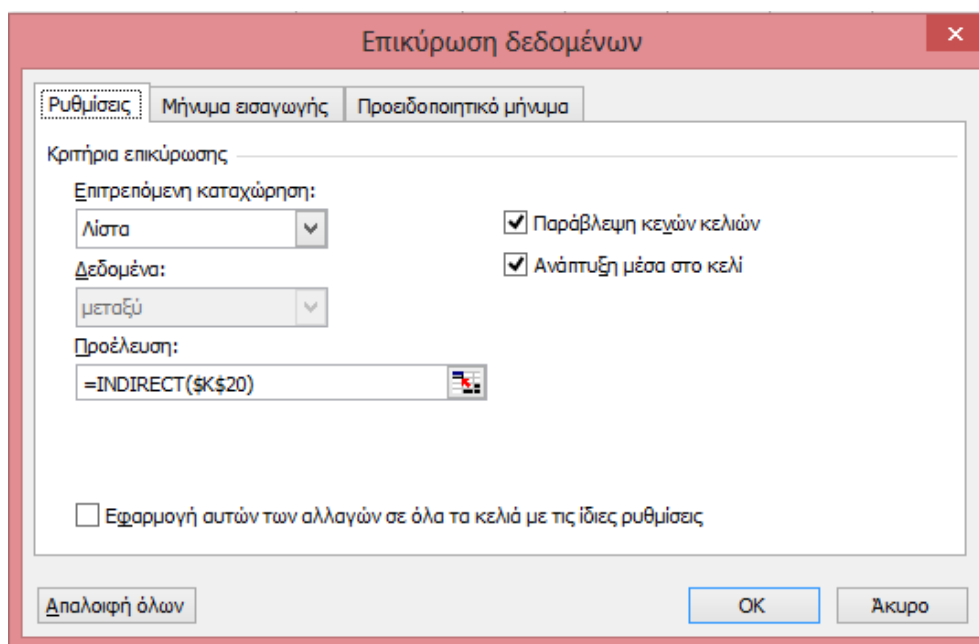 Επικύρωση δεδομένων
Ρυθμίσεις Μήνυμα εισαγωγής Προειδοποιητικό μήνυμα
Κριτήρια επικύρωσης
Επιτρεπόμενη καταχώρηση:
Λίστα
Παράβλεψη κενών κελιών
Δεδομένα:
Ανάπτυξη μέσα στο κελί
μεταξύ
Προέλευση:
=INDIRECT($K$20)
Εφαρμογή αυτών των αλλαγών σε όλα τα κελιά με τις ίδιες ρυθμίσεις
Απαλοιφή όλων OK Άκυρο